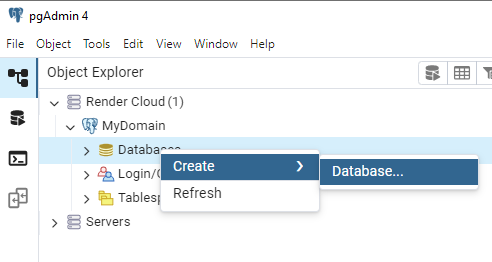 pgAdmin 4
File Object Tools Edit View Window Help
Object Explorer
Render Cloud (1)
MyDomain
Databases
Login/
Tablesp
Servers
Create
Refresh
Database...